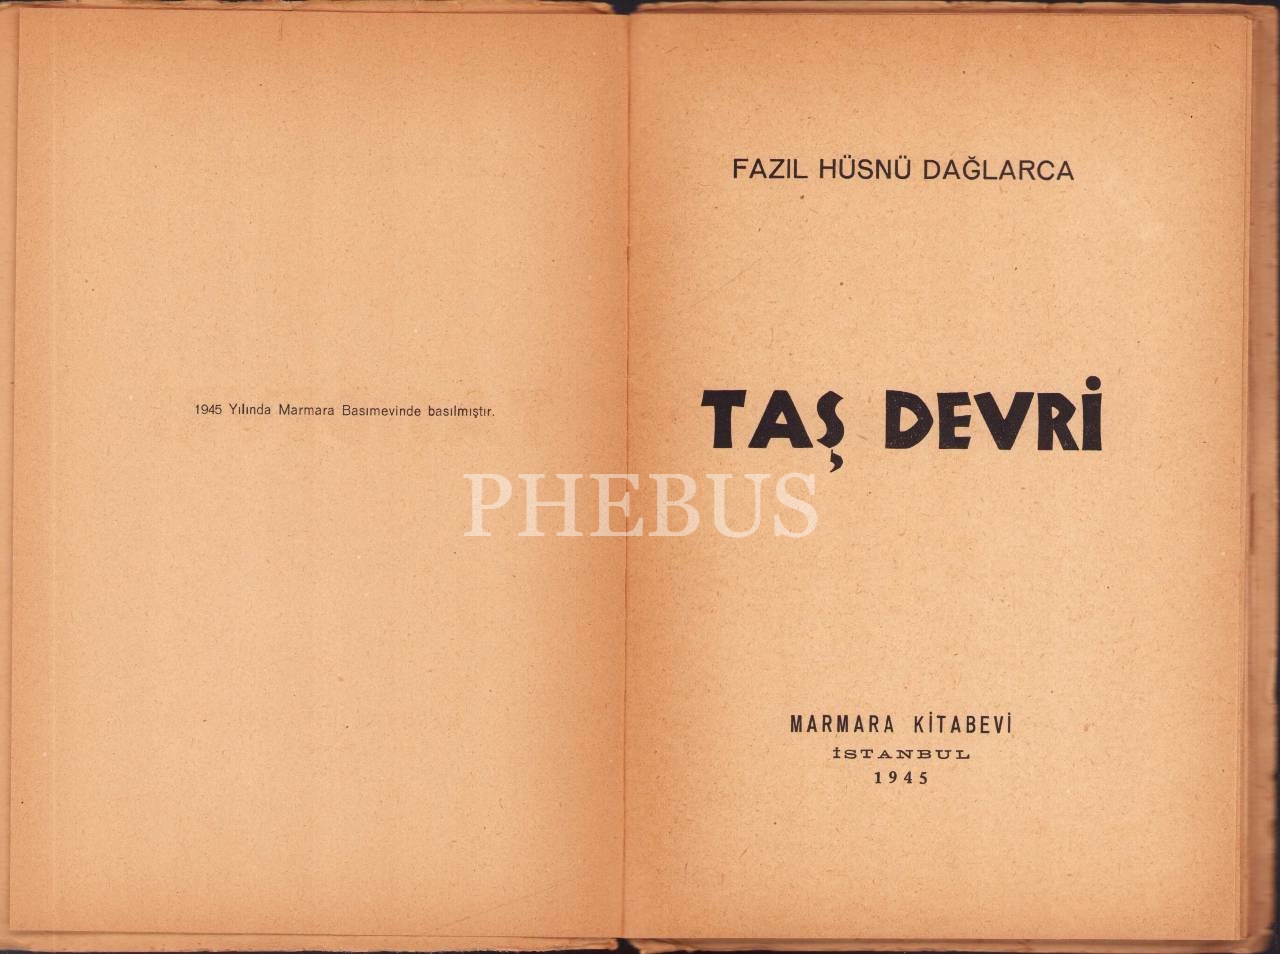 1945 Yılında Marmara Basımevinde basılmıştır.
FAZIL HÜSNÜ DAĞLARCA
TAŞ DEVRİ
PHEBUS
MARMARA KİTABEVİ
İSTANBUL
1945